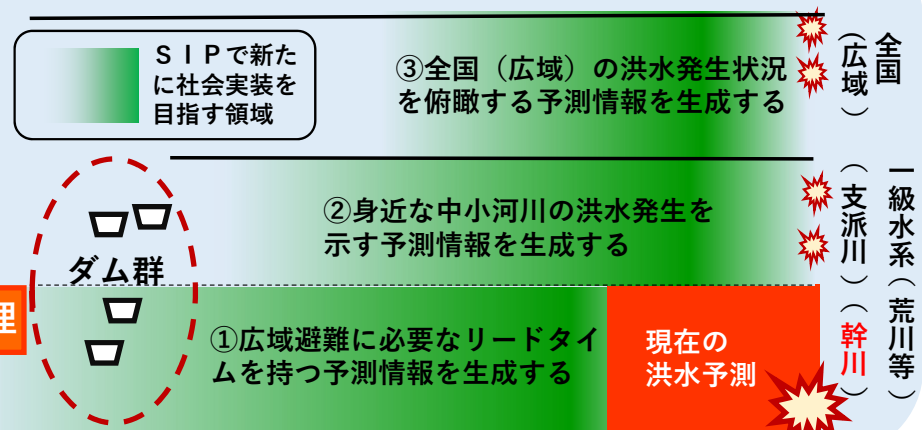 ＳＩＰで新た
に社会実装を
目指す領域
③全国（広域）の洪水発生状況
を俯瞰する予測情報を生成する
全国
（広域）
②身近な中小河川の洪水発生を
示す予測情報を生成する
一級水系（荒川等）
（支派川）（幹川）
ダム群
理
①広域避難に必要なリードタイ
ムを持つ予測情報を生成する
現在の
洪水予測